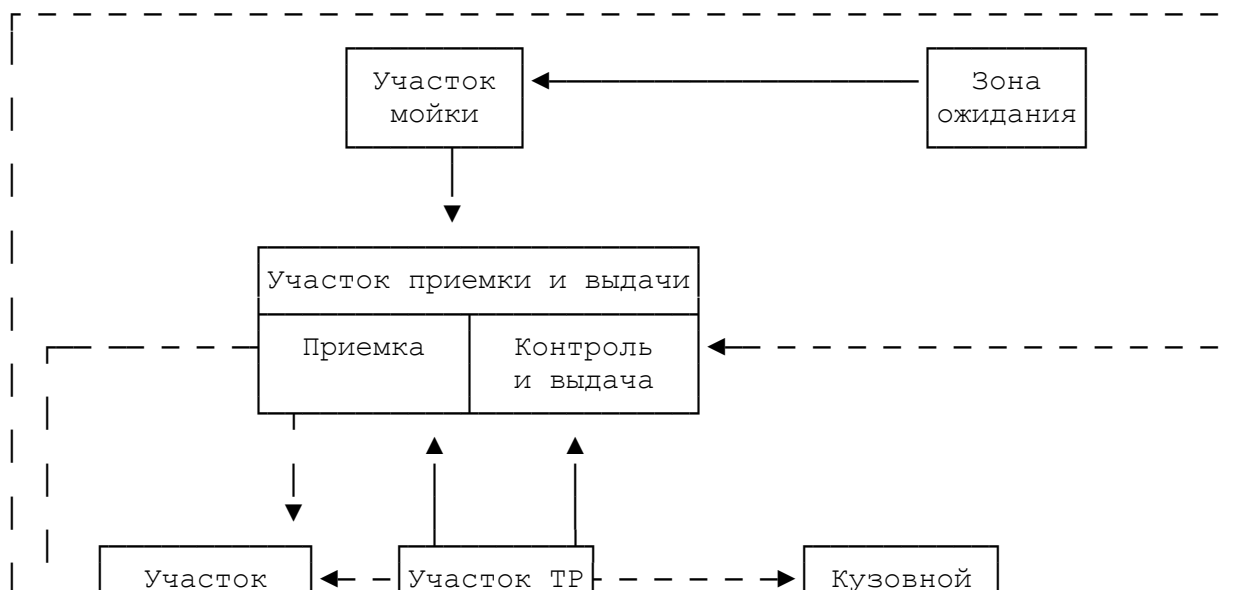 Участок
мойки
Зона
ожидания
Участок приемки и выдачи
Приемка
Контроль
и выдача
Участок
Участок ТР
Кузовной